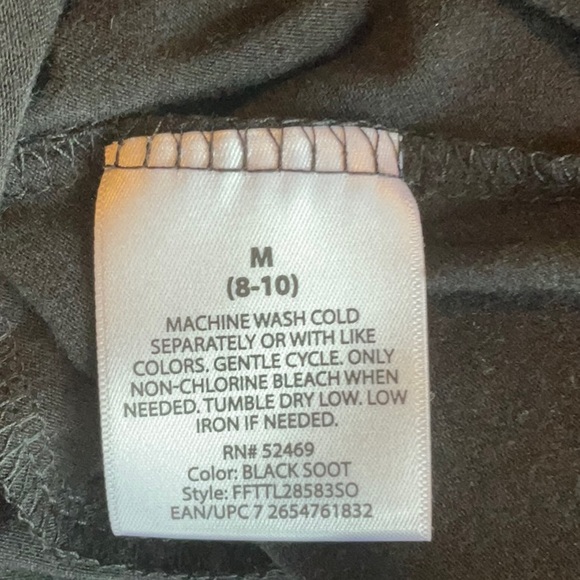 M
(8-10)
MACHINE WASH COLD
SEPARATELY OR WITH LIKE
COLORS. GENTLE CYCLE. ONLY
NON-CHLORINE BLEACH WHEN
NEEDED. TUMBLE DRY LOW. LOW
IRON IF NEEDED.
RN# 52469
Color: BLACK SOOT
Style: FFTTL28583SO
EAN/UPC 7 2654761832